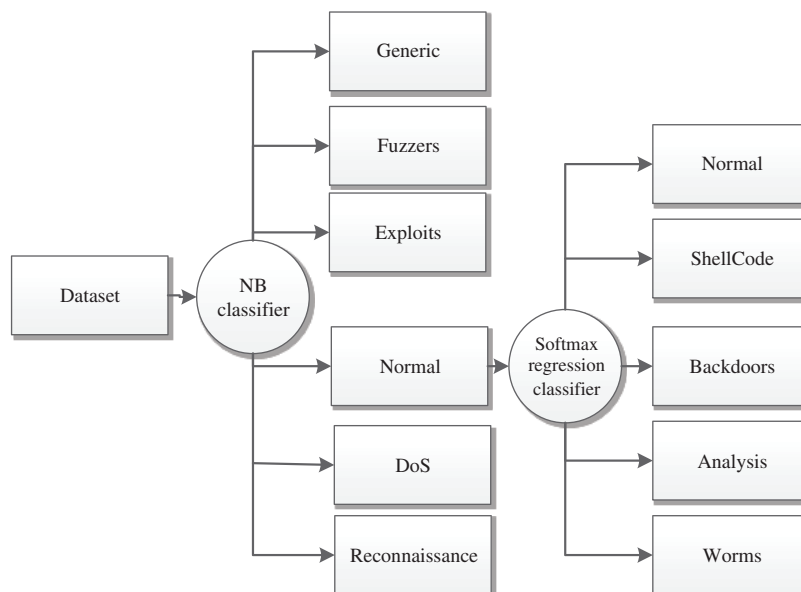 Dataset
NB
classifier
Generic
Fuzzers
Exploits
Normal
DoS
Reconnaissance
Softmax
regression
classifier
Normal
ShellCode
Backdoors
Analysis
Worms